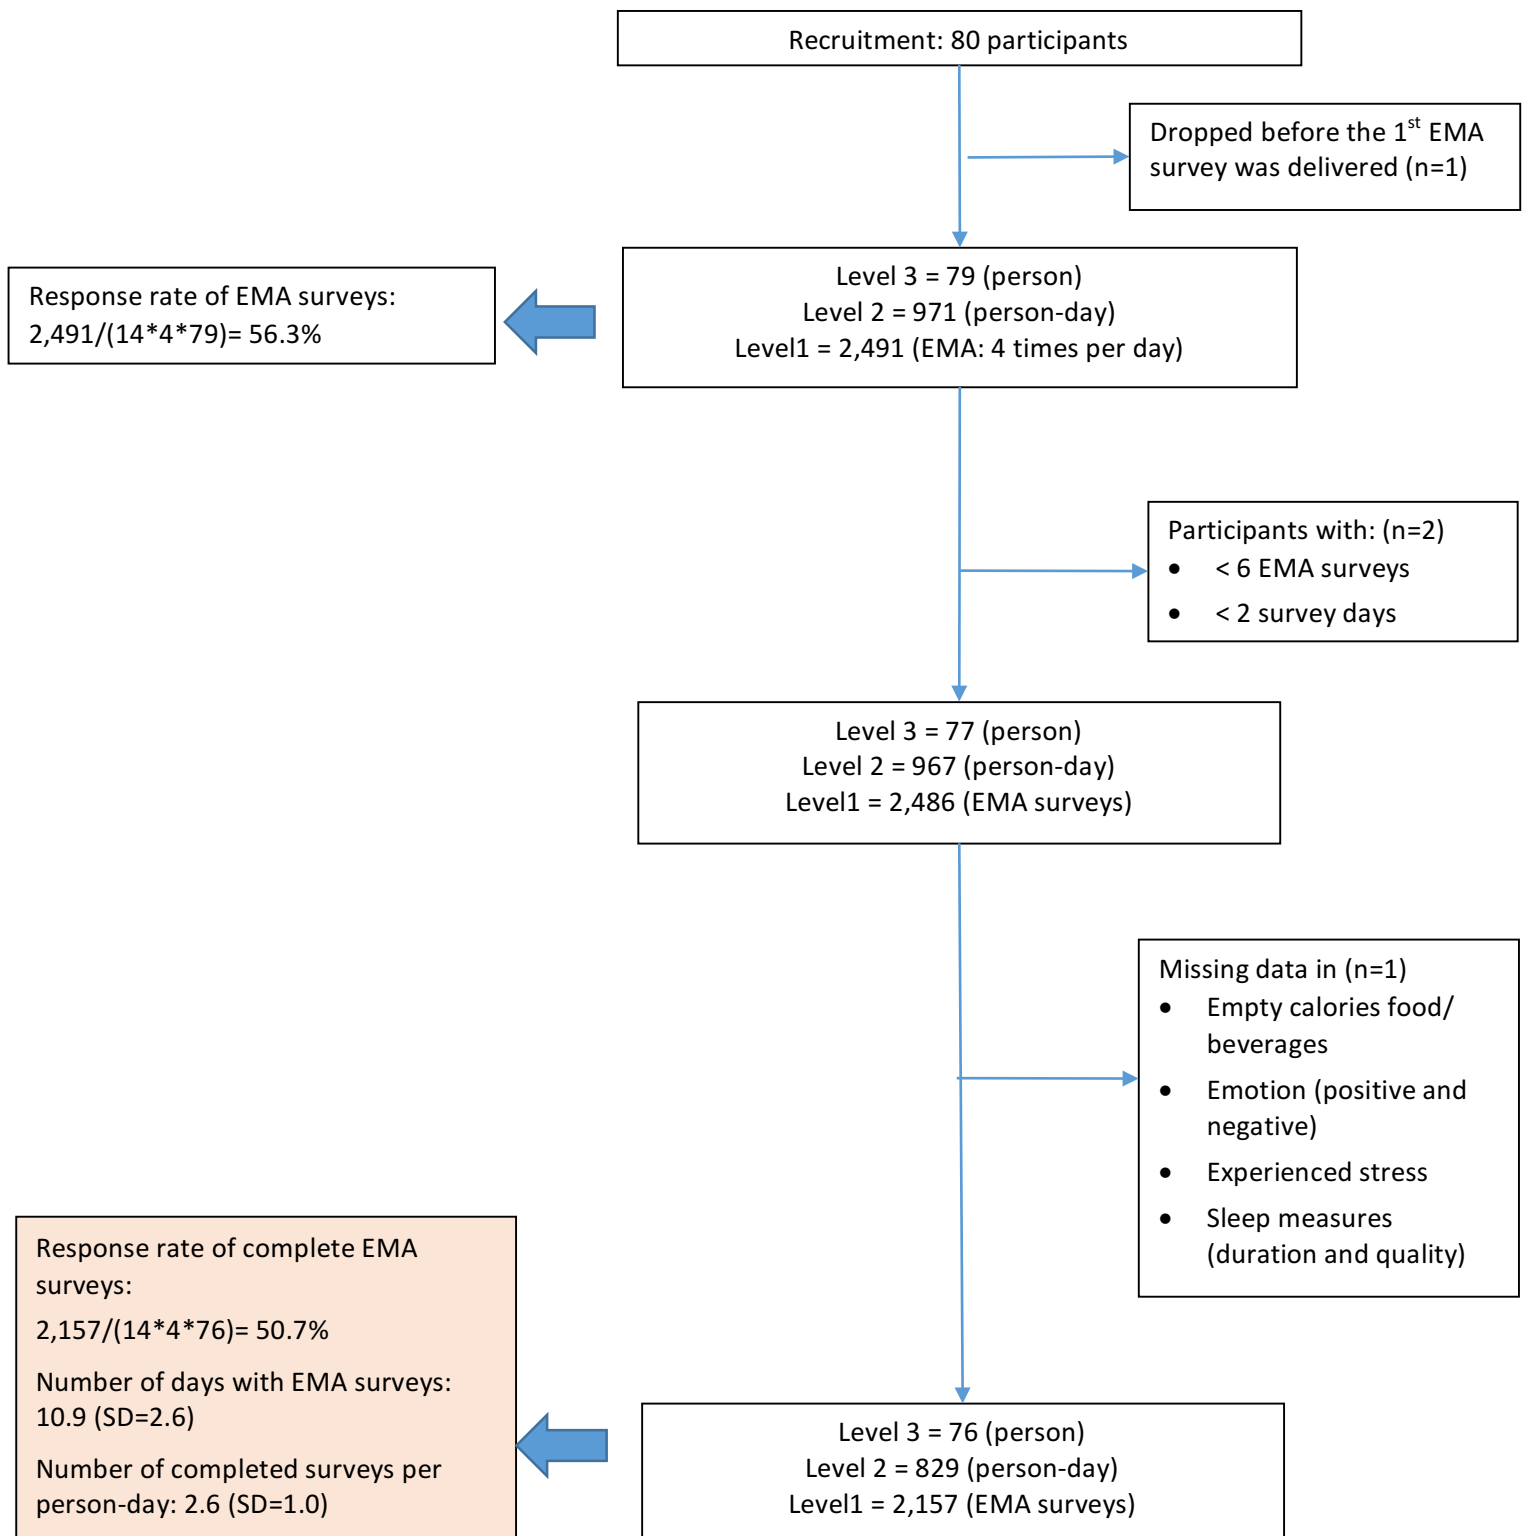 Recruitment: 80 participants
Dropped before the 1st EMA
survey was delivered (n=1)
Level 3 = 79 (person)
Level 2 = 971 (person-day)
Level1 = 2,491 (EMA: 4 times per day)
Response rate of EMA surveys:
2,491/(14*4*79)= 56.3%
Participants with: (n=2)
• < 6 EMA surveys
• < 2 survey days
Level 3 = 77 (person)
Level 2 = 967 (person-day)
Level1 = 2,486 (EMA surveys)
Missing data in (n=1)
• Empty calories food/
beverages
• Emotion (positive and
negative)
• Experienced stress
• Sleep measures
(duration and quality)
Response rate of complete EMA
surveys:
2,157/(14*4*76)= 50.7%
Number of days with EMA surveys:
10.9 (SD=2.6)
Number of completed surveys per
person-day: 2.6 (SD=1.0)
Level 3 = 76 (person)
Level 2 = 829 (person-day)
Level1 = 2,157 (EMA surveys)